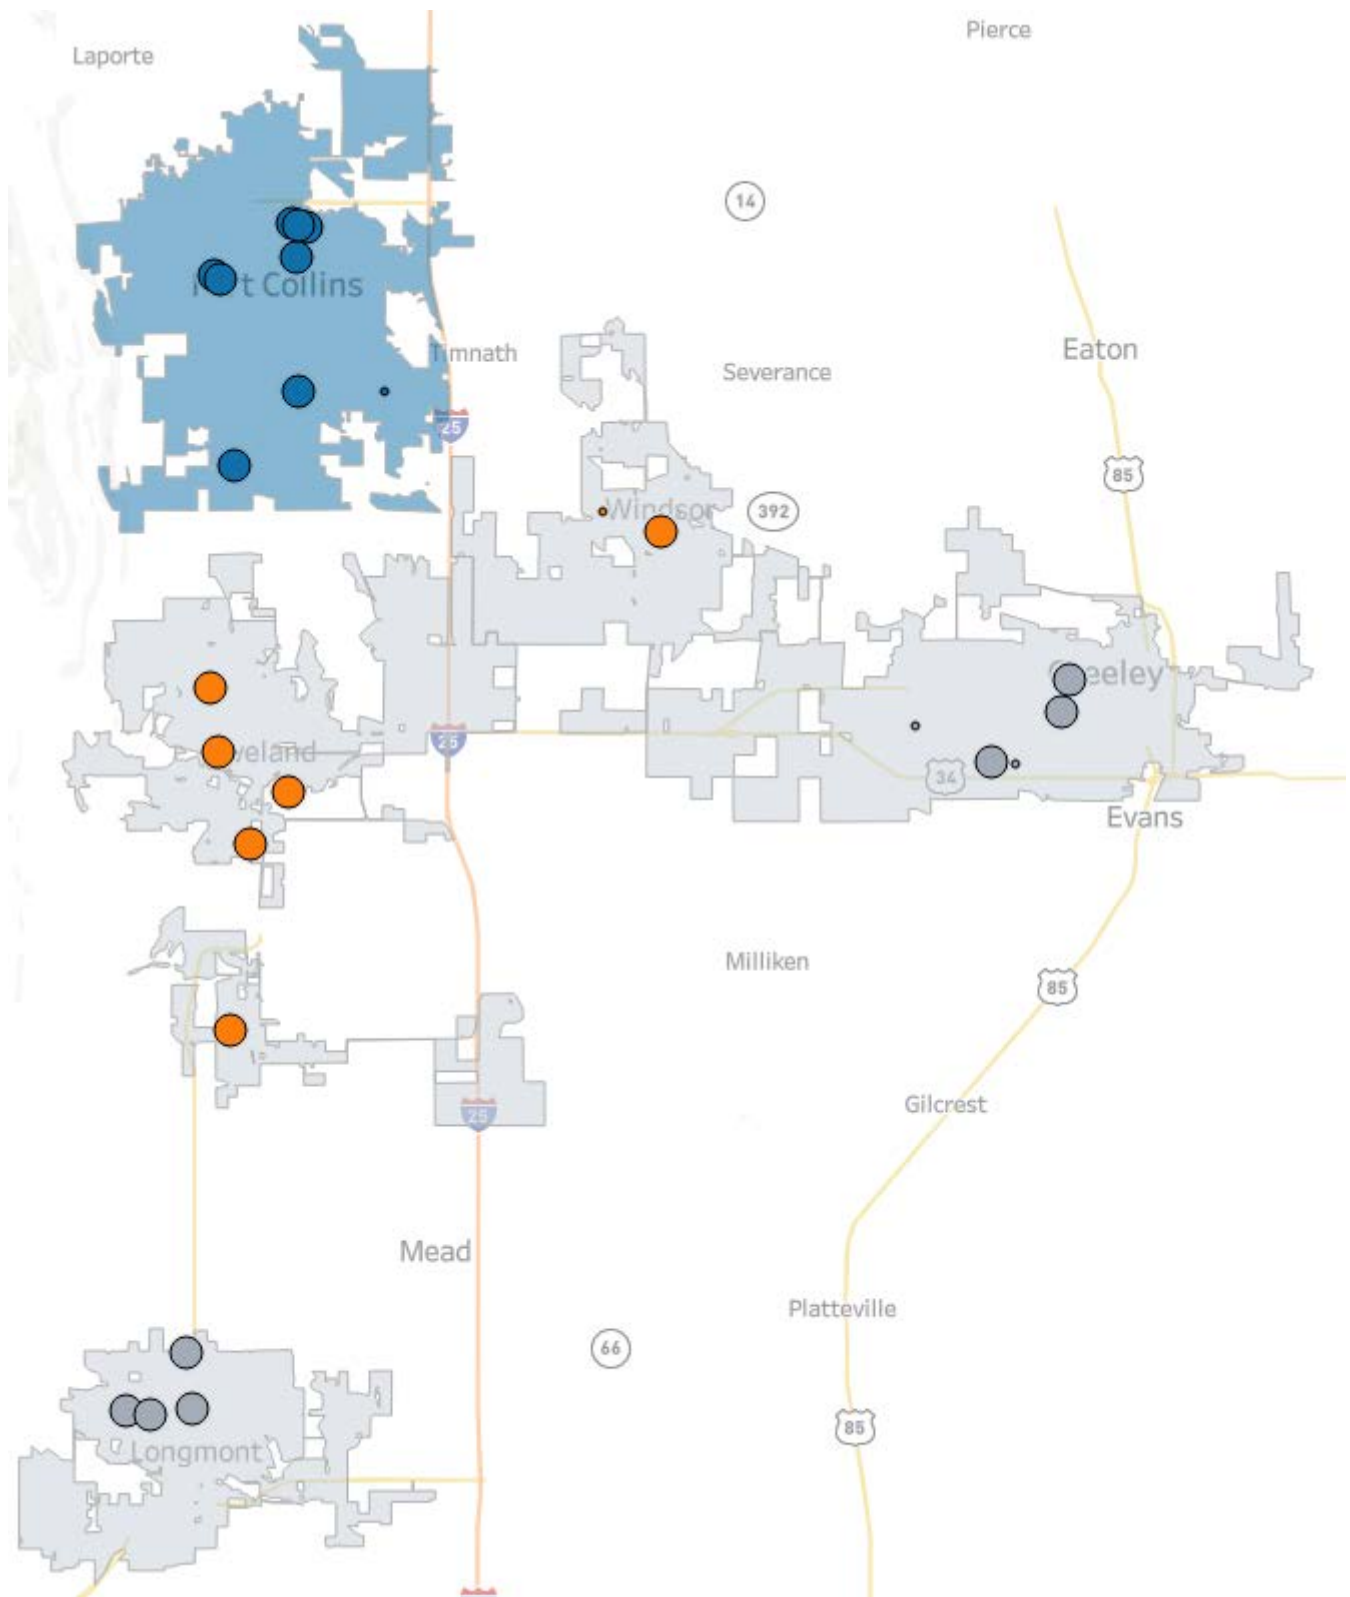 Pierce
Laporte
14
Fort Collins
Timnath
Eaton
Severance
25
85
Windsor
392
Greeley
25
Loveland
34
Evans
Milliken
85
Gilcrest
25
Mead
Platteville
66
85
Longmont